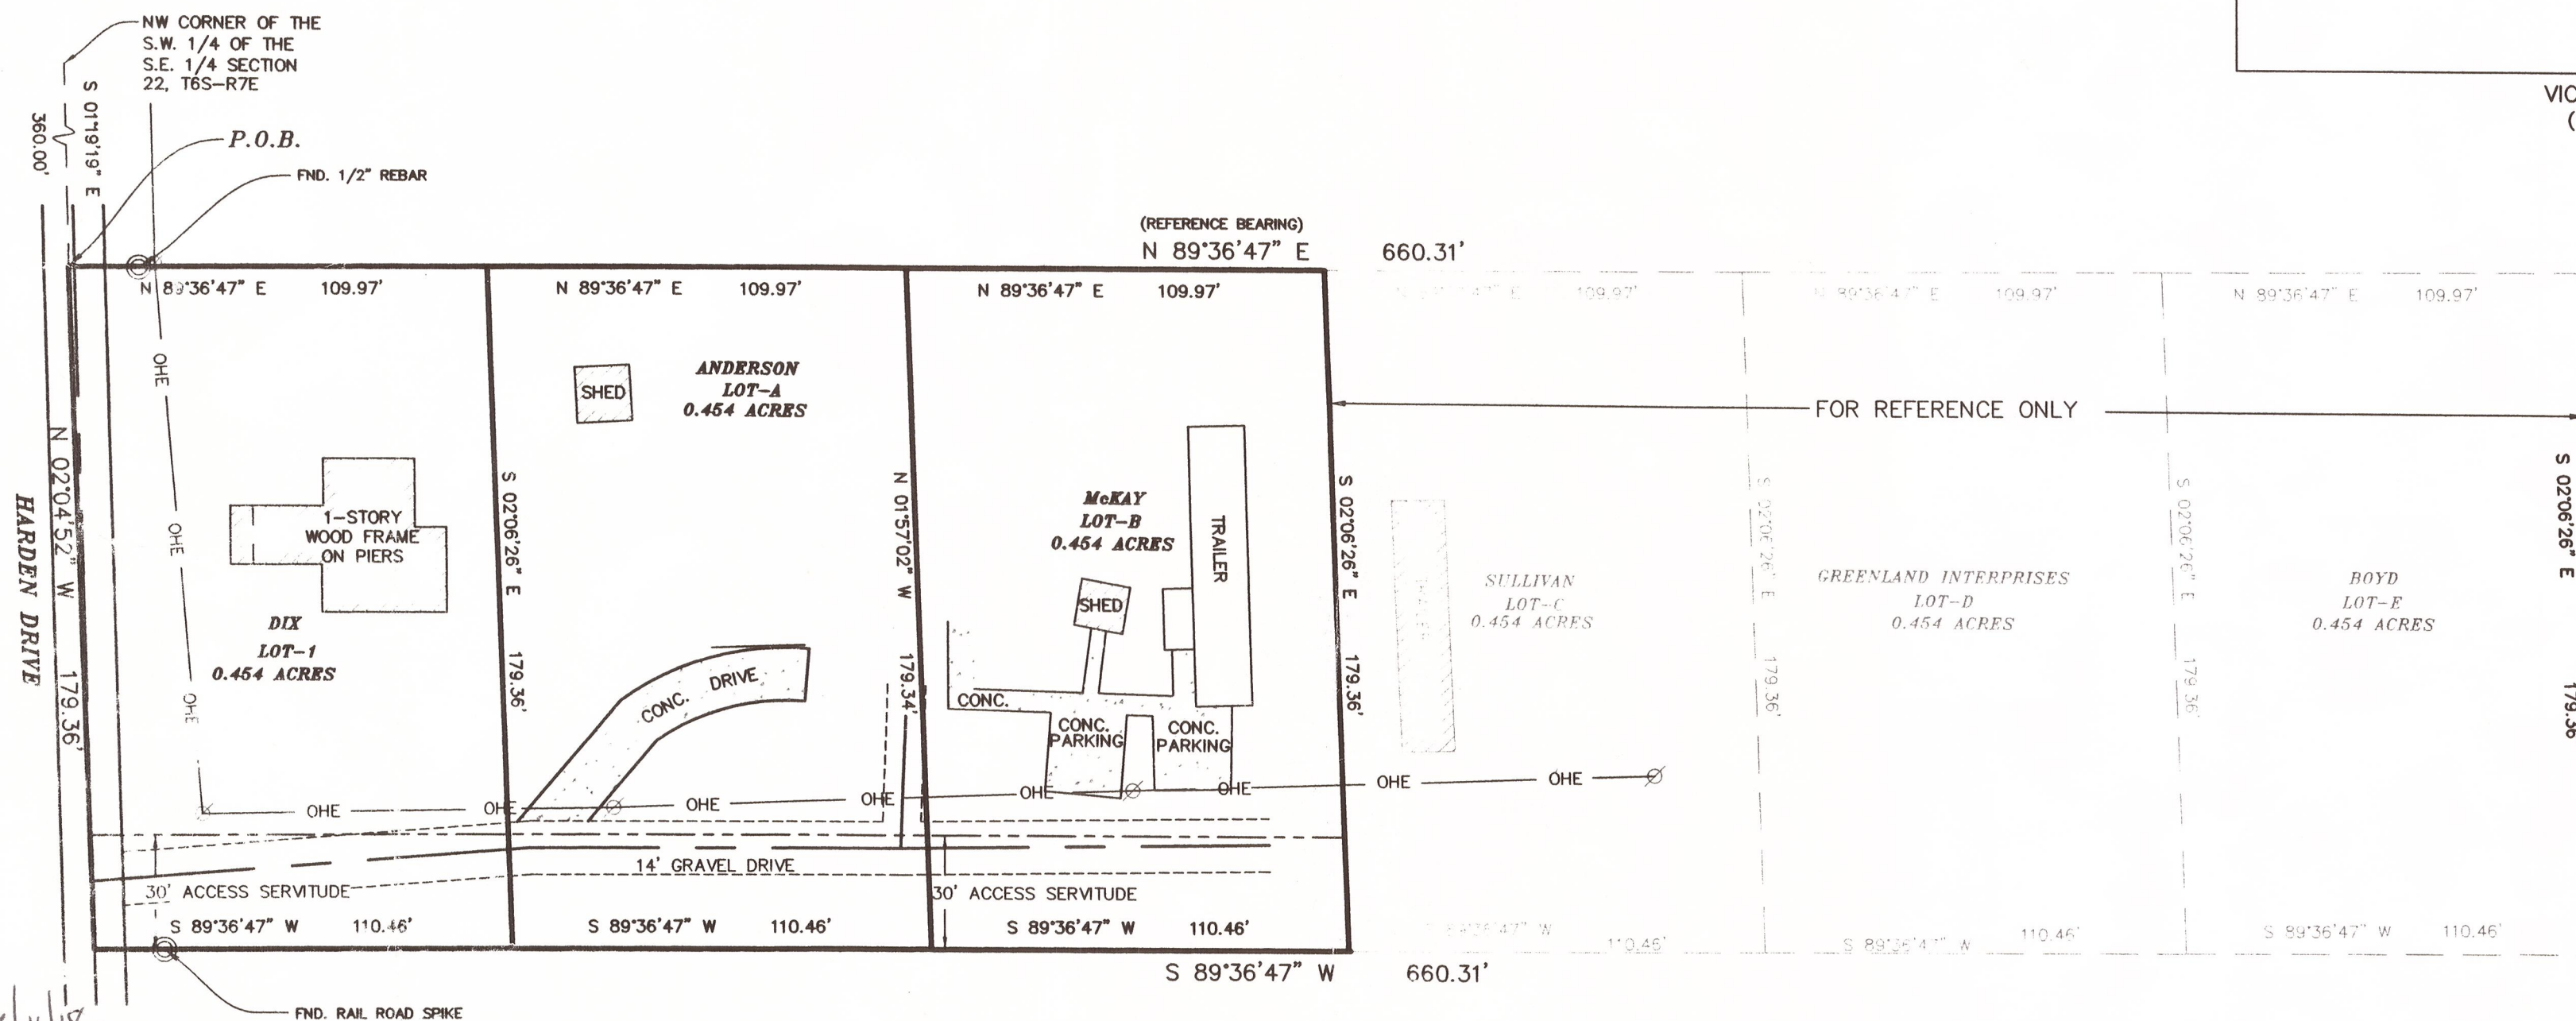 NW CORNER OF THE
S.W. 1/4 OF THE
S.E. 1/4 SECTION
22, T6S-R7E
S 01°19'19" E
360.00'
P.O.B.
FND. 1/2" REBAR
VIC
(
(REFERENCE BEARING)
N 89°36'47" E 660.31'
N 89°36'47" E 109.97'
N 89°36'47" E 109.97'
N 89°36'47" E 109.97'
109.97'
N 89°36'47" E 109.97'
N 89°36'47" E 109.97'
OHE
OHE
OHE
SHED
ANDERSON
LOT-A
0.454 ACRES
FOR REFERENCE ONLY
HARDEN DRIVE
N 02°04'52" W 179.36'
1-STORY
WOOD FRAME
ON PIERS
DIX
LOT-1
0.454 ACRES
S 02°06'26" E 179.36'
N 01°57'02" W 179.34'
McKAY
LOT-B
0.454 ACRES
TRAILER
SHED
S 02°06'26" E 179.36'
SULLIVAN
LOT-C
0.454 ACRES
S 02°06'26" E 179.36'
GREENLAND INTERPRISES
LOT-D
0.454 ACRES
S 02°06'26" E 179.36'
BOYD
LOT-E
0.454 ACRES
S 02°06'26" E 179.36
CONC. DRIVE
CONC.
CONC.
PARKING
CONC.
PARKING
OHE
OHE
OHE
OHE
OHE
OHE
OHE
OHE
14' GRAVEL DRIVE
30' ACCESS SERVITUDE
30' ACCESS SERVITUDE
S 89°36'47" W 110.46'
S 89°36'47" W 110.46'
S 89°36'47" W 110.46'
110.46'
S 89°36'47" W 110.46'
S 89°36'47" W 110.46'
S 89°36'47" W 660.31'
FND. RAIL ROAD SPIKE